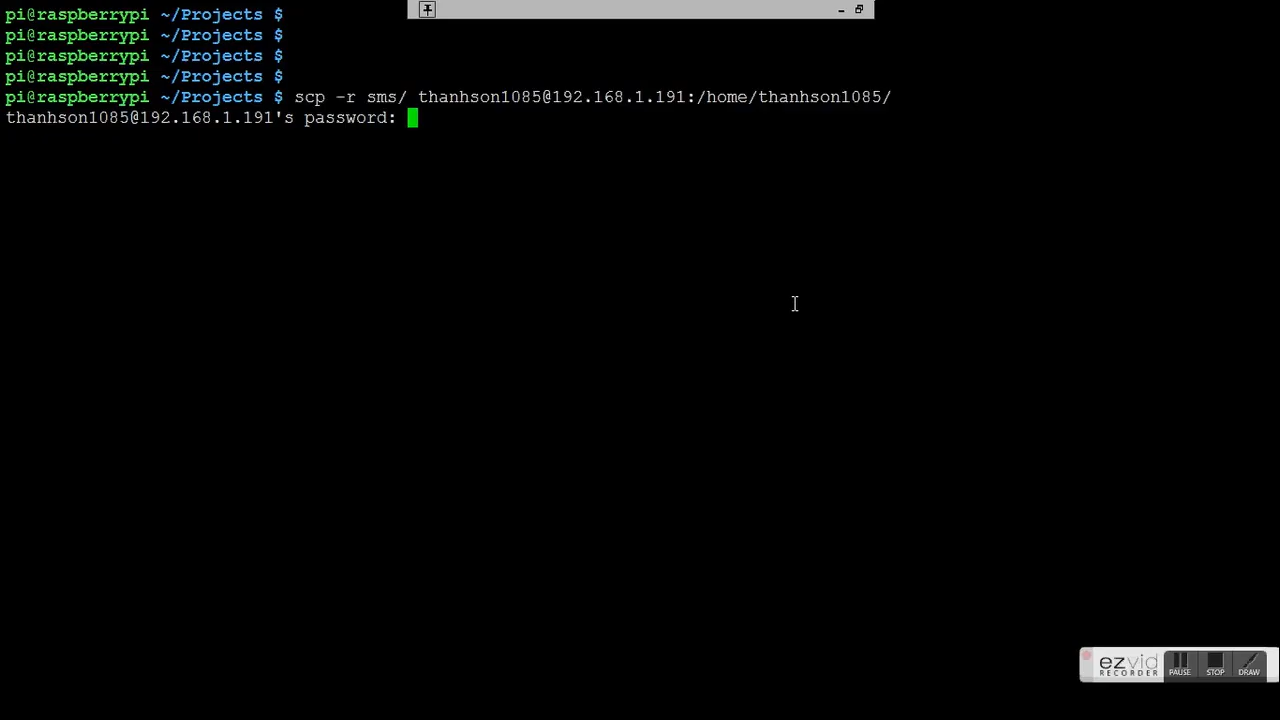 pi@raspberrypi ~/Projects $
pi@raspberrypi ~/Projects $
pi@raspberrypi ~/Projects $
pi@raspberrypi ~/Projects $
pi@raspberrypi ~/Projects $ scp -r sms/ thanhson1085@192.168.1.191:/home/thanhson1085/
thanhson1085@192.168.1.191's password:
ezvid
RECORDER
PAUSE STOP DRAW